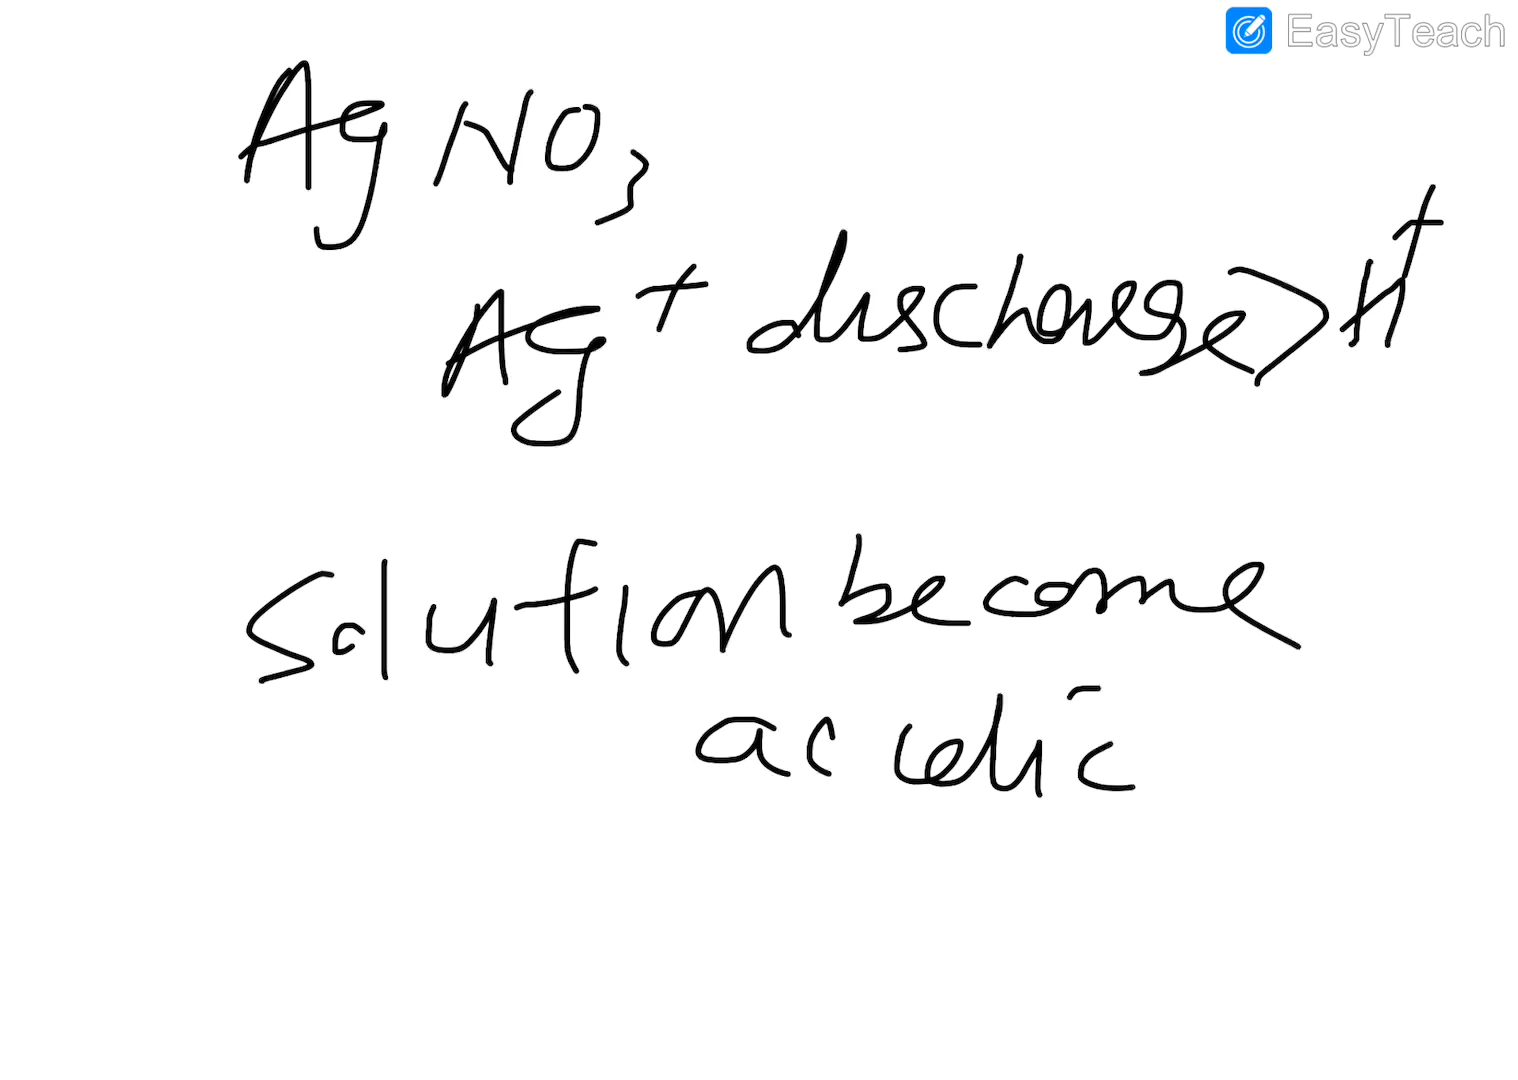 EasyTeach
AgNO₃
Ag⁺ discharge > H⁺
Solution become
acidic